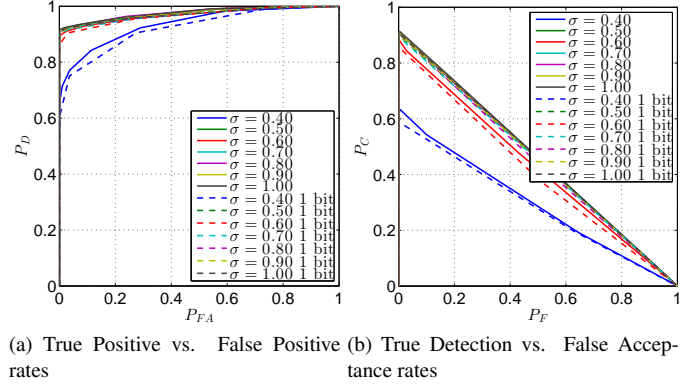 1
0.8
0.6
0.4
0.2
0
0 0.2 0.4 0.6 0.8 1
P_D
P_{FA}
σ = 0.40
σ = 0.50
σ = 0.60
σ = 0.70
σ = 0.80
σ = 0.90
σ = 1.00
σ = 0.40 1 bit
σ = 0.50 1 bit
σ = 0.60 1 bit
σ = 0.70 1 bit
σ = 0.80 1 bit
σ = 0.90 1 bit
σ = 1.00 1 bit
(a) True Positive vs. False Positive
rates
1
0.8
0.6
0.4
0.2
0
0 0.2 0.4 0.6 0.8 1
P_C
P_F
σ = 0.40
σ = 0.50
σ = 0.60
σ = 0.70
σ = 0.80
σ = 0.90
σ = 1.00
σ = 0.40 1 bit
σ = 0.50 1 bit
σ = 0.60 1 bit
σ = 0.70 1 bit
σ = 0.80 1 bit
σ = 0.90 1 bit
σ = 1.00 1 bit
(b) True Detection vs. False Accep-
tance rates